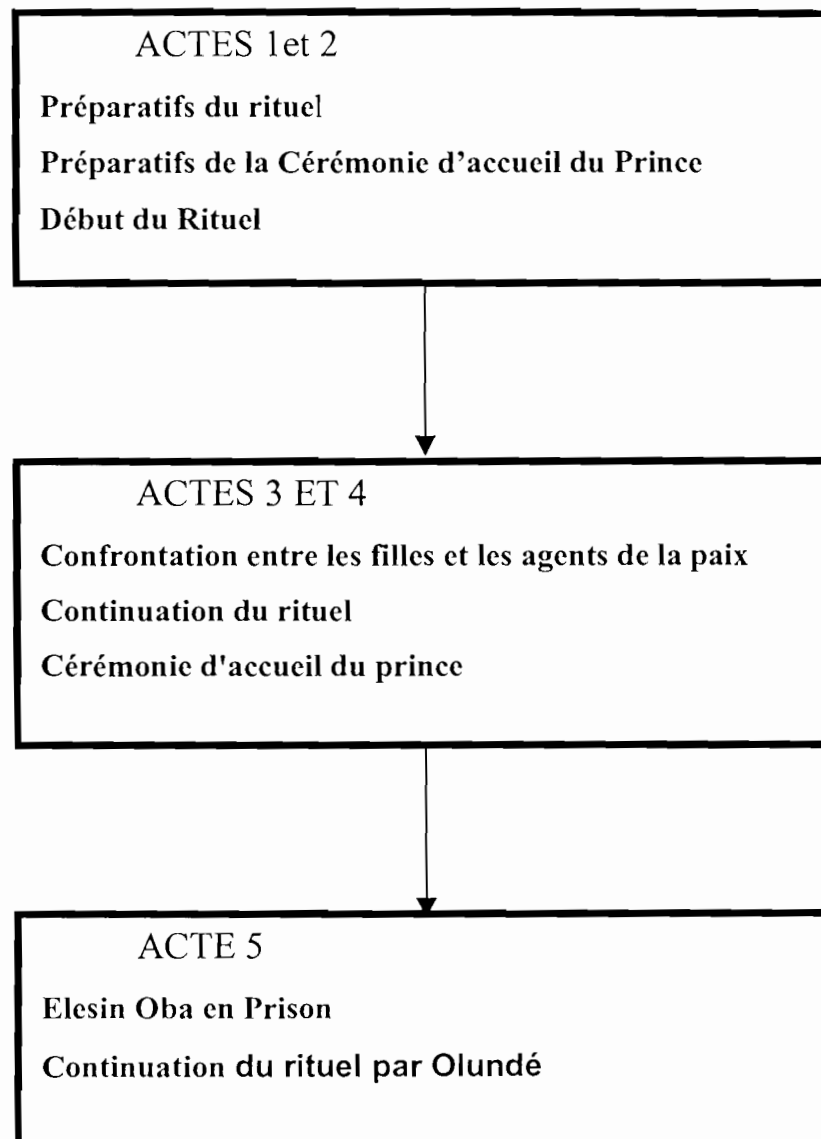 ACTES 1et 2
Préparatifs du rituel
Préparatifs de la Cérémonie d'accueil du Prince
Début du Rituel
ACTES 3 ET 4
Confrontation entre les filles et les agents de la paix
Continuation du rituel
Cérémonie d'accueil du prince
ACTE 5
Elesin Oba en Prison
Continuation du rituel par Olundé